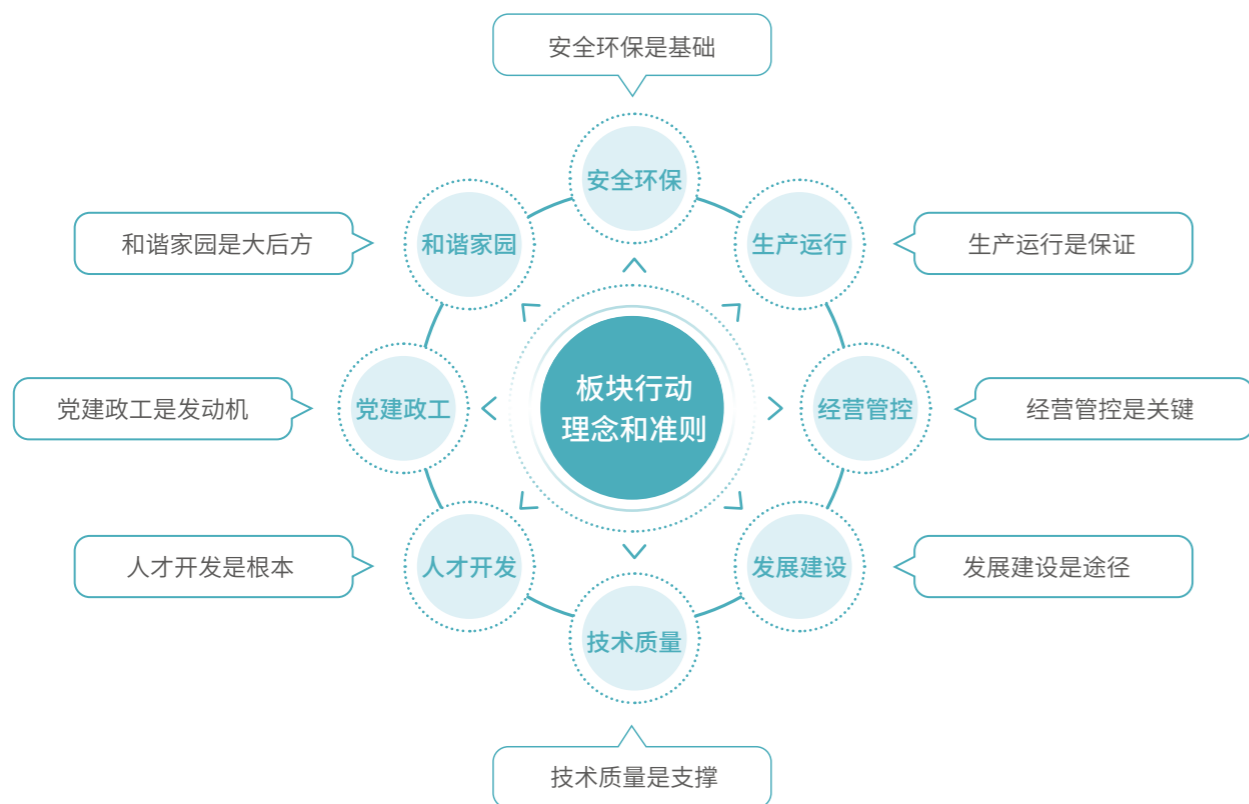 安全环保是基础
安全环保
和谐家园是大后方
和谐家园
生产运行
生产运行是保证
党建政工是发动机
党建政工
板块行动
理念和准则
经营管控
经营管控是关键
人才开发是根本
人才开发
发展建设
发展建设是途径
技术质量
技术质量是支撑